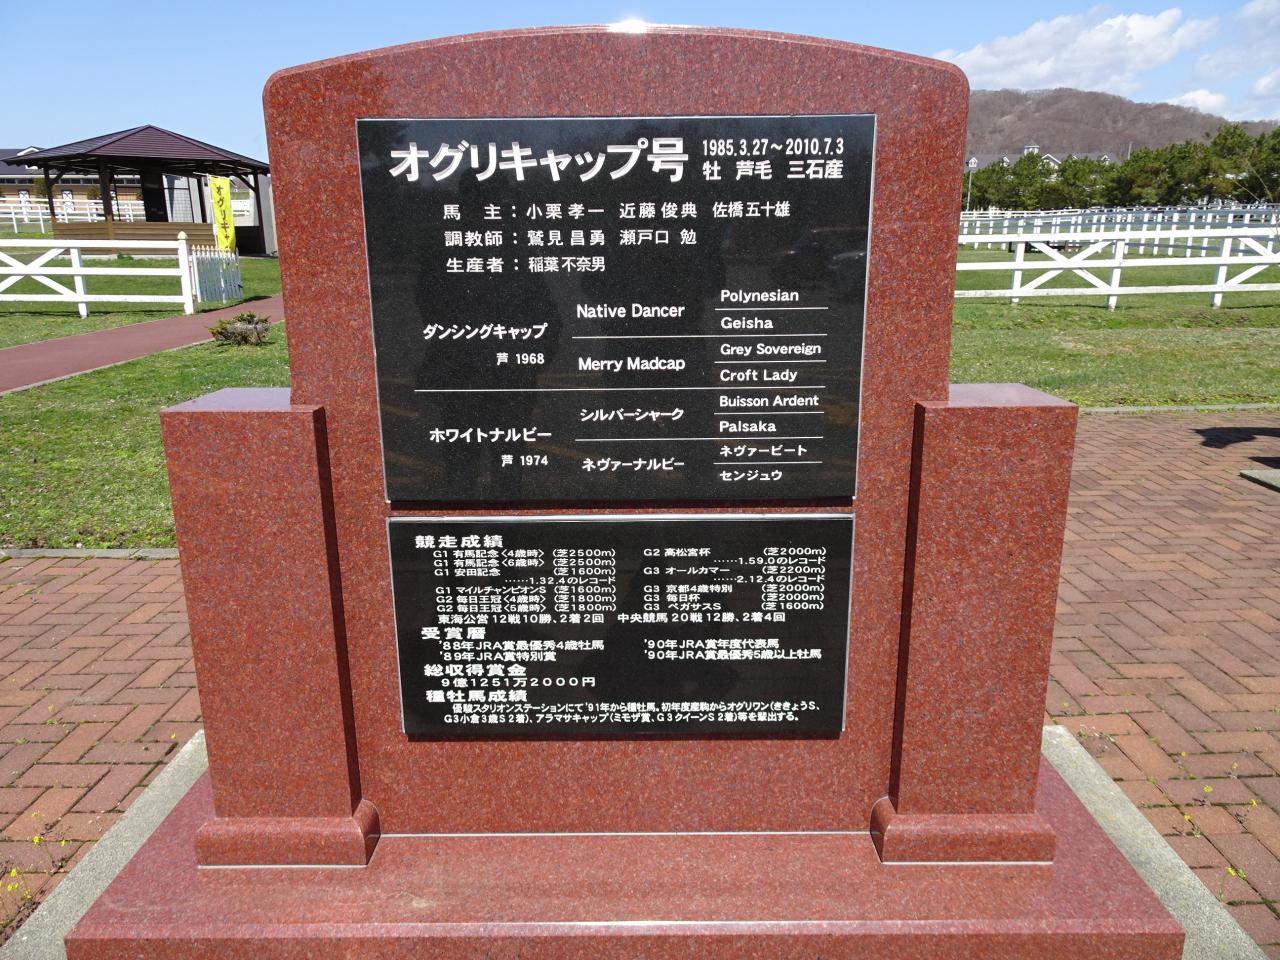 オグリキャップ号 1985.3.27～2010.7.3
牡 芦毛 三石産
馬 主：小栗孝一 近藤俊典 佐橋五十雄
調教師：鷲見昌勇 瀬戸口 勉
生産者：稲葉不奈男
ダンシングキャップ
芦 1968
Native Dancer
Polynesian
Geisha
Merry Madcap
Grey Sovereign
Croft Lady
ホワイトナルビー
芦 1974
シルバーシャーク
Buisson Ardent
Palsaka
ネヴァーナルビー
ネヴァービート
センジュウ
競走成績
G1 有馬記念〈4歳時〉（芝2500m）
G1 有馬記念〈6歳時〉（芝2500m）
G1 安田記念 （芝1600m）
……1.32.4のレコード
G1 マイルチャンピオンS（芝1600m）
G2 毎日王冠〈4歳時〉（芝1800m）
G2 毎日王冠〈5歳時〉（芝1800m）
G2 高松宮杯 （芝2000m）
……1.59.0のレコード
G3 オールカマー （芝2200m）
……2.12.4のレコード
G3 京都4歳特別 （芝2000m）
G3 毎日杯 （芝2000m）
G3 ペガサスS （芝1600m）
東海公営12戦10勝、2着2回 中央競馬20戦12勝、2着4回
受賞暦
'88年JRA賞最優秀4歳牡馬 '90年JRA賞年度代表馬
'89年JRA賞特別賞 '90年JRA賞最優秀5歳以上牡馬
総収得賞金
9億1251万2000円
種牡馬成績
優駿スタリオンステーションにて'91年から種牡馬。初年度産駒からオグリワン（ききょうS、
G3小倉3歳S2着）、アラマサキャップ（ミモザ賞、G3クイーンS2着）等を輩出する。
オグリキャ